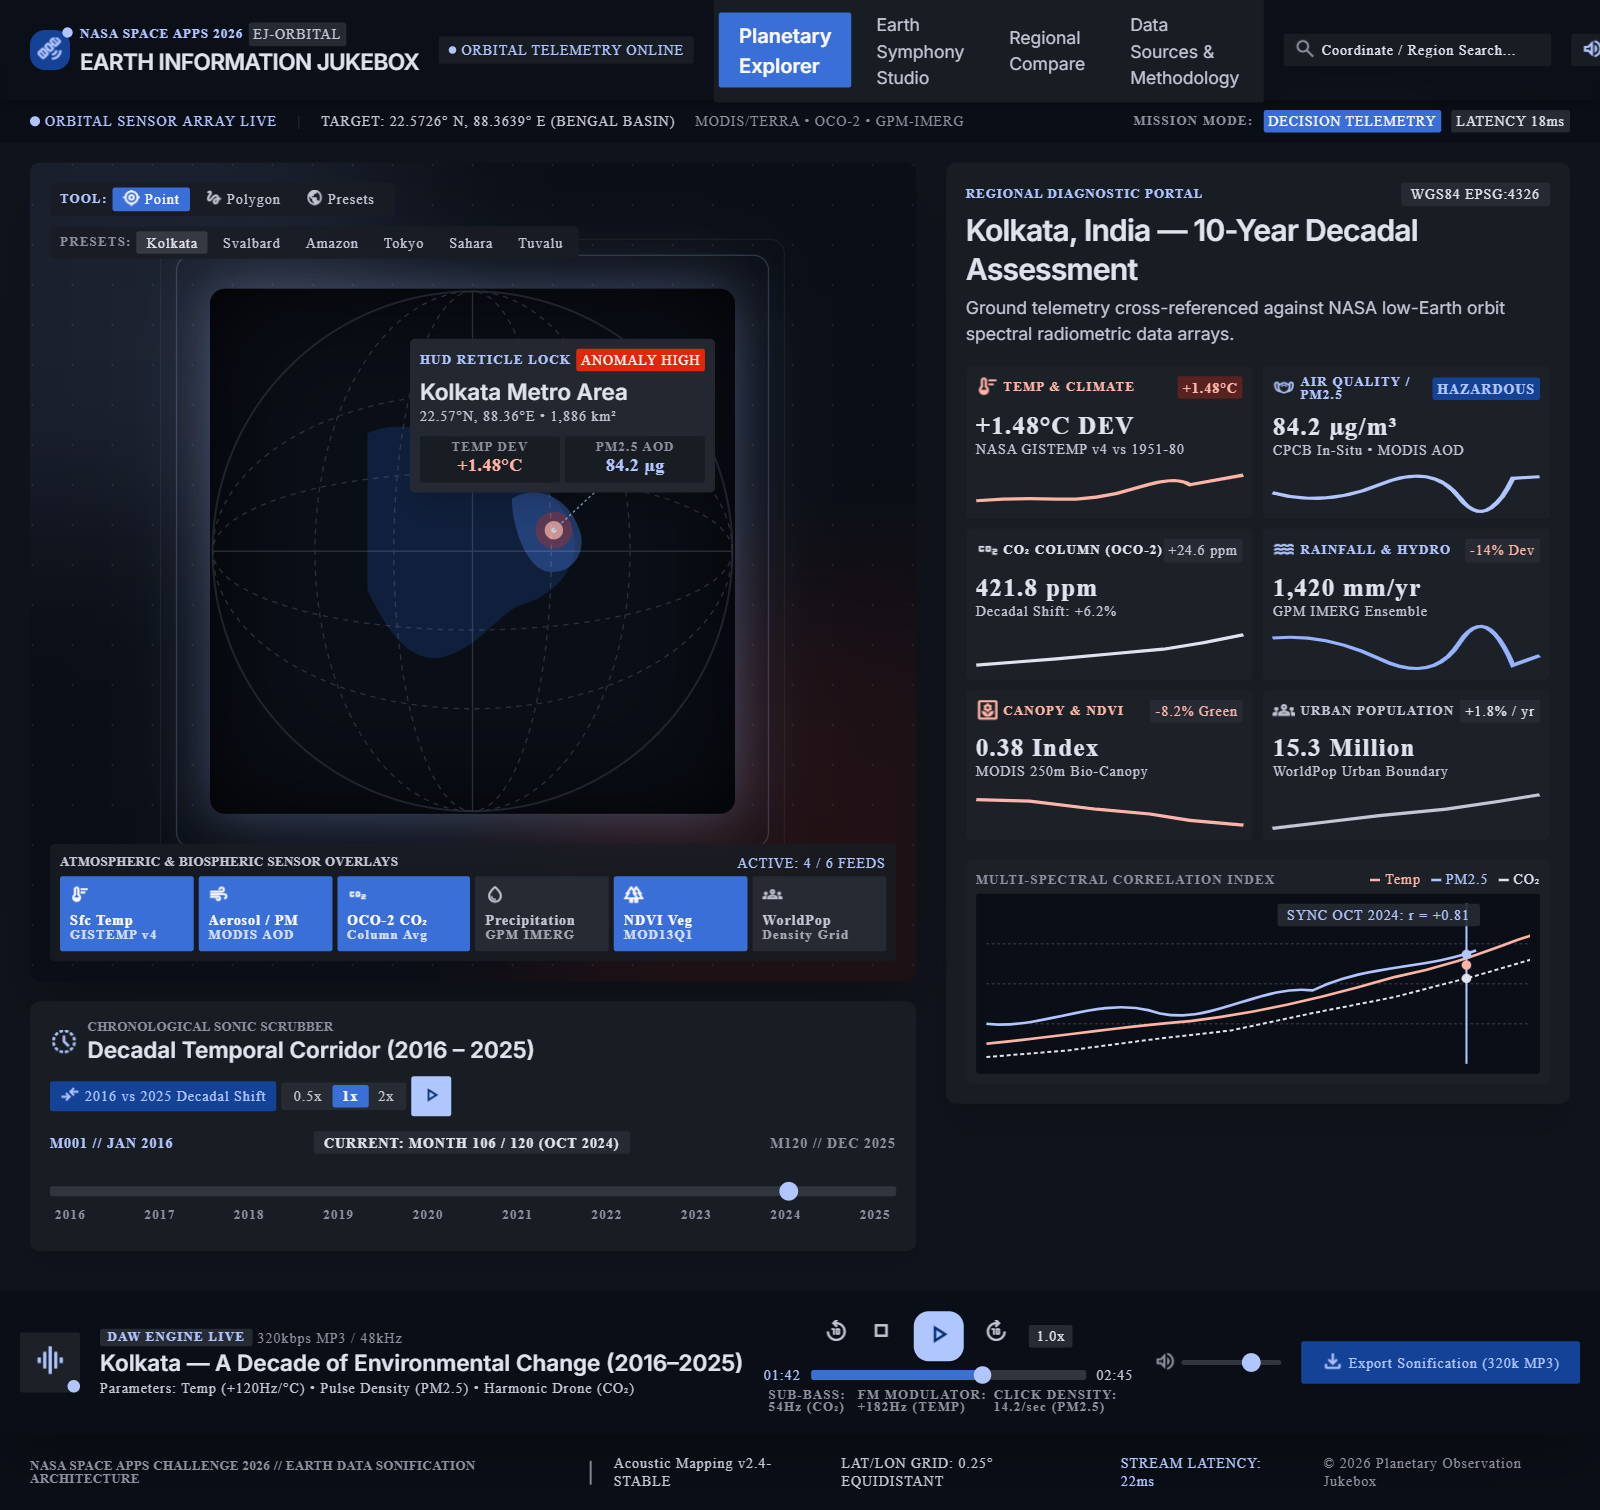 NASA SPACE APPS 2026 EJ-ORBITAL
EARTH INFORMATION JUKEBOX
ORBITAL TELEMETRY ONLINE
Planetary
Explorer
Earth
Symphony
Studio
Regional
Compare
Data
Sources &
Methodology
Coordinate / Region Search...
ORBITAL SENSOR ARRAY LIVE
TARGET: 22.5726° N, 88.3639° E (BENGAL BASIN)
MODIS/TERRA • OCO-2 • GPM-IMERG
MISSION MODE: DECISION TELEMETRY LATENCY 18ms
TOOL: Point Polygon Presets
PRESETS: Kolkata Svalbard Amazon Tokyo Sahara Tuvalu
HUD RETICLE LOCK ANOMALY HIGH
Kolkata Metro Area
22.57°N, 88.36°E • 1,886 km²
TEMP DEV
+1.48°C
PM2.5 AOD
84.2 µg
ATMOSPHERIC & BIOSPHERIC SENSOR OVERLAYS
ACTIVE: 4 / 6 FEEDS
Sfc Temp
GISTEMP v4
Aerosol / PM
MODIS AOD
CO₂
OCO-2 CO₂
Column Avg
Precipitation
GPM IMERG
NDVI Veg
MOD13Q1
WorldPop
Density Grid
REGIONAL DIAGNOSTIC PORTAL
WGS84 EPSG:4326
Kolkata, India — 10-Year Decadal
Assessment
Ground telemetry cross-referenced against NASA low-Earth orbit
spectral radiometric data arrays.
TEMP & CLIMATE +1.48°C
+1.48°C DEV
NASA GISTEMP v4 vs 1951-80
AIR QUALITY /
PM2.5
HAZARDOUS
84.2 µg/m³
CPCB In-Situ • MODIS AOD
CO₂ CO₂ COLUMN (OCO-2) +24.6 ppm
421.8 ppm
Decadal Shift: +6.2%
RAINFALL & HYDRO -14% Dev
1,420 mm/yr
GPM IMERG Ensemble
CANOPY & NDVI -8.2% Green
0.38 Index
MODIS 250m Bio-Canopy
URBAN POPULATION +1.8% / yr
15.3 Million
WorldPop Urban Boundary
MULTI-SPECTRAL CORRELATION INDEX
Temp PM2.5 CO₂
SYNC OCT 2024: r = +0.81
CHRONOLOGICAL SONIC SCRUBBER
Decadal Temporal Corridor (2016 – 2025)
2016 vs 2025 Decadal Shift 0.5x 1x 2x
M001 // JAN 2016
CURRENT: MONTH 106 / 120 (OCT 2024)
M120 // DEC 2025
2016 2017 2018 2019 2020 2021 2022 2023 2024 2025
DAW ENGINE LIVE 320kbps MP3 / 48kHz
Kolkata — A Decade of Environmental Change (2016–2025)
Parameters: Temp (+120Hz/°C) • Pulse Density (PM2.5) • Harmonic Drone (CO₂)
10
10
1.0x
01:42
02:45
SUB-BASS:
54Hz (CO₂)
FM MODULATOR:
+182Hz (TEMP)
CLICK DENSITY:
14.2/sec (PM2.5)
Export Sonification (320k MP3)
NASA SPACE APPS CHALLENGE 2026 // EARTH DATA SONIFICATION
ARCHITECTURE
Acoustic Mapping v2.4-
STABLE
LAT/LON GRID: 0.25°
EQUIDISTANT
STREAM LATENCY:
22ms
© 2026 Planetary Observation
Jukebox